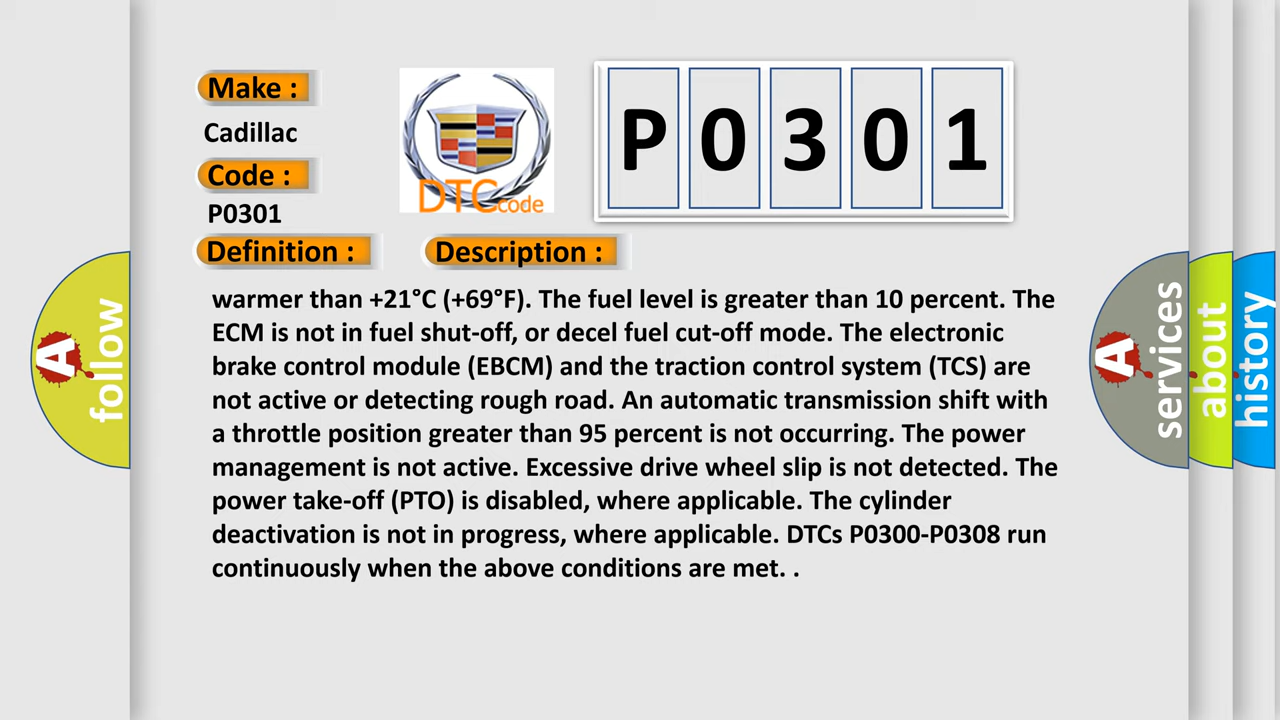 Make :
Cadillac
Code :
P0301
Definition :
Description :
DTC code
P0301
warmer than +21°C (+69°F). The fuel level is greater than 10 percent. The
ECM is not in fuel shut-off, or decel fuel cut-off mode. The electronic
brake control module (EBCM) and the traction control system (TCS) are
not active or detecting rough road. An automatic transmission shift with
a throttle position greater than 95 percent is not occurring. The power
management is not active. Excessive drive wheel slip is not detected. The
power take-off (PTO) is disabled, where applicable. The cylinder
deactivation is not in progress, where applicable. DTCs P0300-P0308 run
continuously when the above conditions are met. .
A follow
A services
about
history